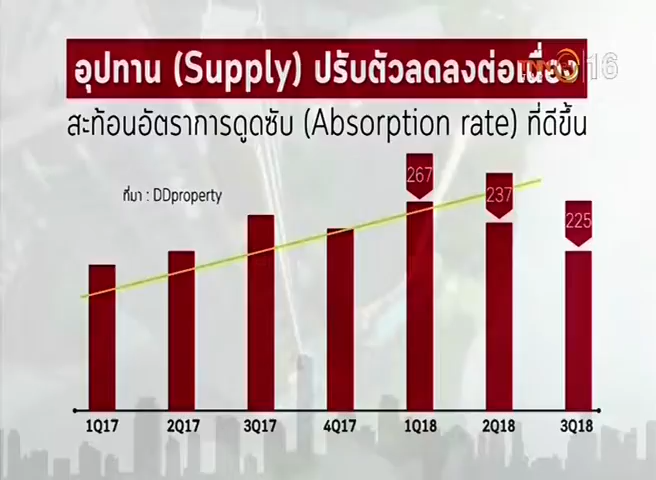 อุปทาน (Supply) ปรับตัวลดลงต่อเนื่อง
TNN 16
สะท้อนอัตราการดูดซับ (Absorption rate) ที่ดีขึ้น
ที่มา : DDproperty
267
237
225
1Q17 2Q17 3Q17 4Q17 1Q18 2Q18 3Q18